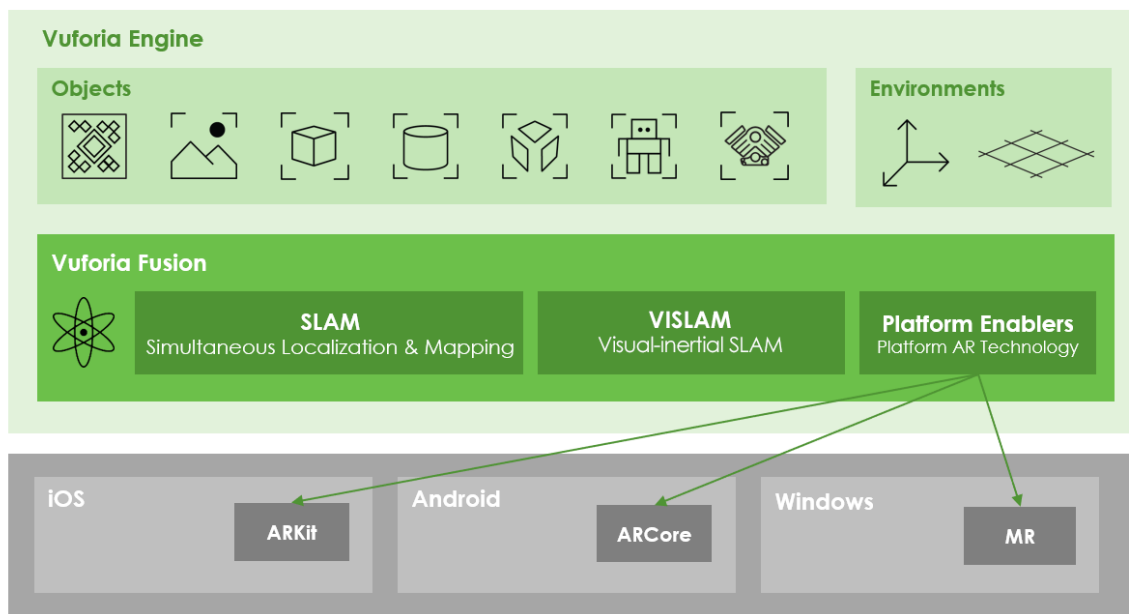 Vuforia Engine
Objects
Environments
Vuforia Fusion
SLAM
Simultaneous Localization & Mapping
VISLAM
Visual-inertial SLAM
Platform Enablers
Platform AR Technology
iOS
ARKit
Android
ARCore
Windows
MR